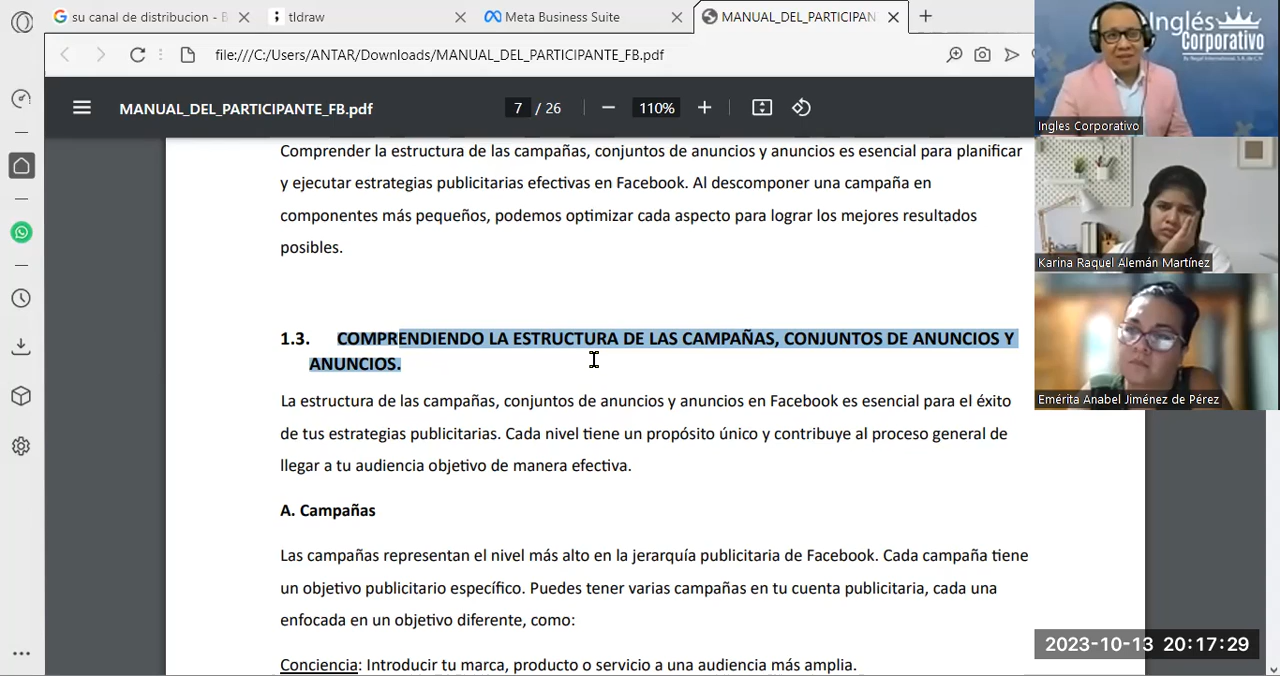 su canal de distribucion - B
tldraw
Meta Business Suite
MANUAL_DEL_PARTICIPAN
file:///C:/Users/ANTAR/Downloads/MANUAL_DEL_PARTICIPANTE_FB.pdf
MANUAL_DEL_PARTICIPANTE_FB.pdf
7 / 26
110%
Comprender la estructura de las campañas, conjuntos de anuncios y anuncios es esencial para planificar
y ejecutar estrategias publicitarias efectivas en Facebook. Al descomponer una campaña en
componentes más pequeños, podemos optimizar cada aspecto para lograr los mejores resultados
posibles.
1.3. COMPRENDIENDO LA ESTRUCTURA DE LAS CAMPAÑAS, CONJUNTOS DE ANUNCIOS Y
ANUNCIOS.
La estructura de las campañas, conjuntos de anuncios y anuncios en Facebook es esencial para el éxito
de tus estrategias publicitarias. Cada nivel tiene un propósito único y contribuye al proceso general de
llegar a tu audiencia objetivo de manera efectiva.
A. Campañas
Las campañas representan el nivel más alto en la jerarquía publicitaria de Facebook. Cada campaña tiene
un objetivo publicitario específico. Puedes tener varias campañas en tu cuenta publicitaria, cada una
enfocada en un objetivo diferente, como:
Conciencia: Introducir tu marca, producto o servicio a una audiencia más amplia.
Inglés
Corporativo
Ingles Corporativo
Karina Raquel Alemán Martínez
Emérita Anabel Jiménez de Pérez
2023-10-13 20:17:29